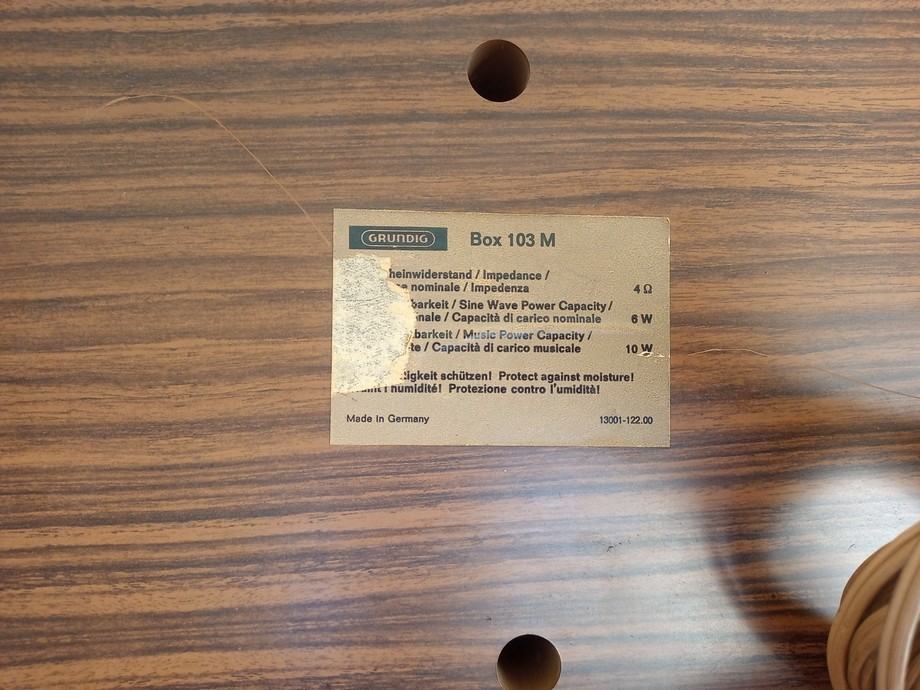 GRUNDIG Box 103 M
heinwiderstand / Impedance /
e nominale / Impedenza 4 Ω
barkeit / Sine Wave Power Capacity/
nale / Capacità di carico nominale 6 W
barkeit / Music Power Capacity /
te / Capacità di carico musicale 10 W
tigkeit schützen! Protect against moisture!
l'humidité! Protezione contro l'umidità!
Made in Germany 13001-122.00